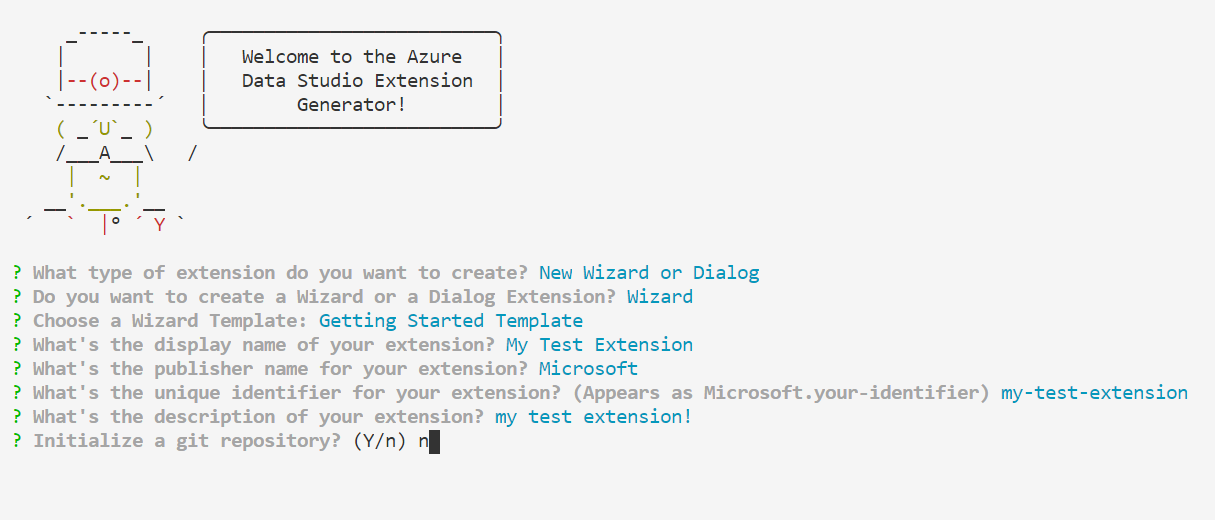 Welcome to the Azure
Data Studio Extension
Generator!
? What type of extension do you want to create? New Wizard or Dialog
? Do you want to create a Wizard or a Dialog Extension? Wizard
? Choose a Wizard Template: Getting Started Template
? What's the display name of your extension? My Test Extension
? What's the publisher name for your extension? Microsoft
? What's the unique identifier for your extension? (Appears as Microsoft.your-identifier) my-test-extension
? What's the description of your extension? my test extension!
? Initialize a git repository? (Y/n) n